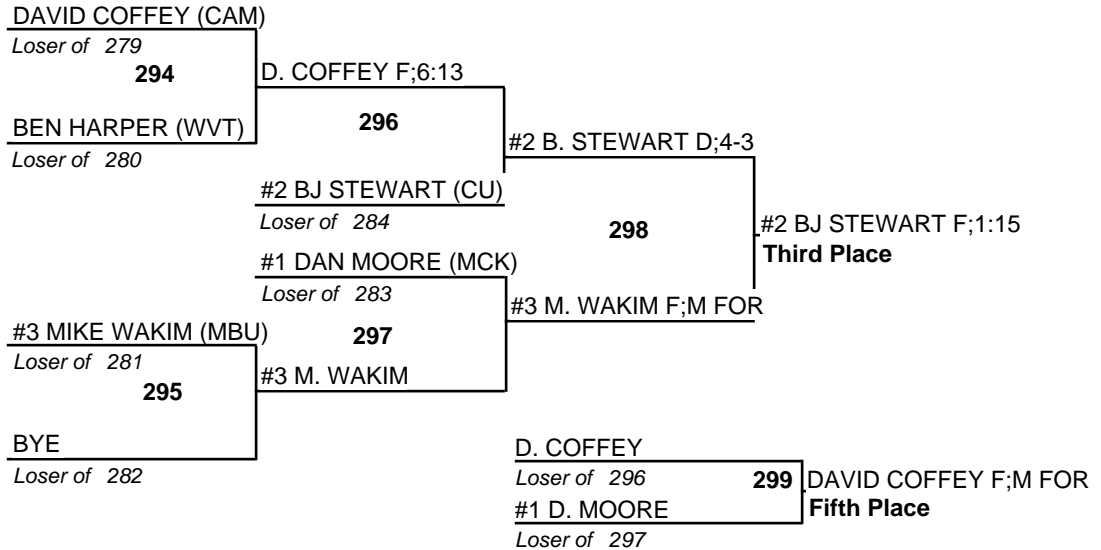 DAVID COFFEY (CAM)
Loser of 279
294
D. COFFEY F;6:13
BEN HARPER (WVT)
Loser of 280
296
#2 B. STEWART D;4-3
#2 BJ STEWART (CU)
Loser of 284
298
#2 BJ STEWART F;1:15
Third Place
#1 DAN MOORE (MCK)
Loser of 283
#3 M. WAKIM F;M FOR
#3 MIKE WAKIM (MBU)
Loser of 281
297
295
#3 M. WAKIM
BYE
Loser of 282
D. COFFEY
Loser of 296
299
DAVID COFFEY F;M FOR
Fifth Place
#1 D. MOORE
Loser of 297